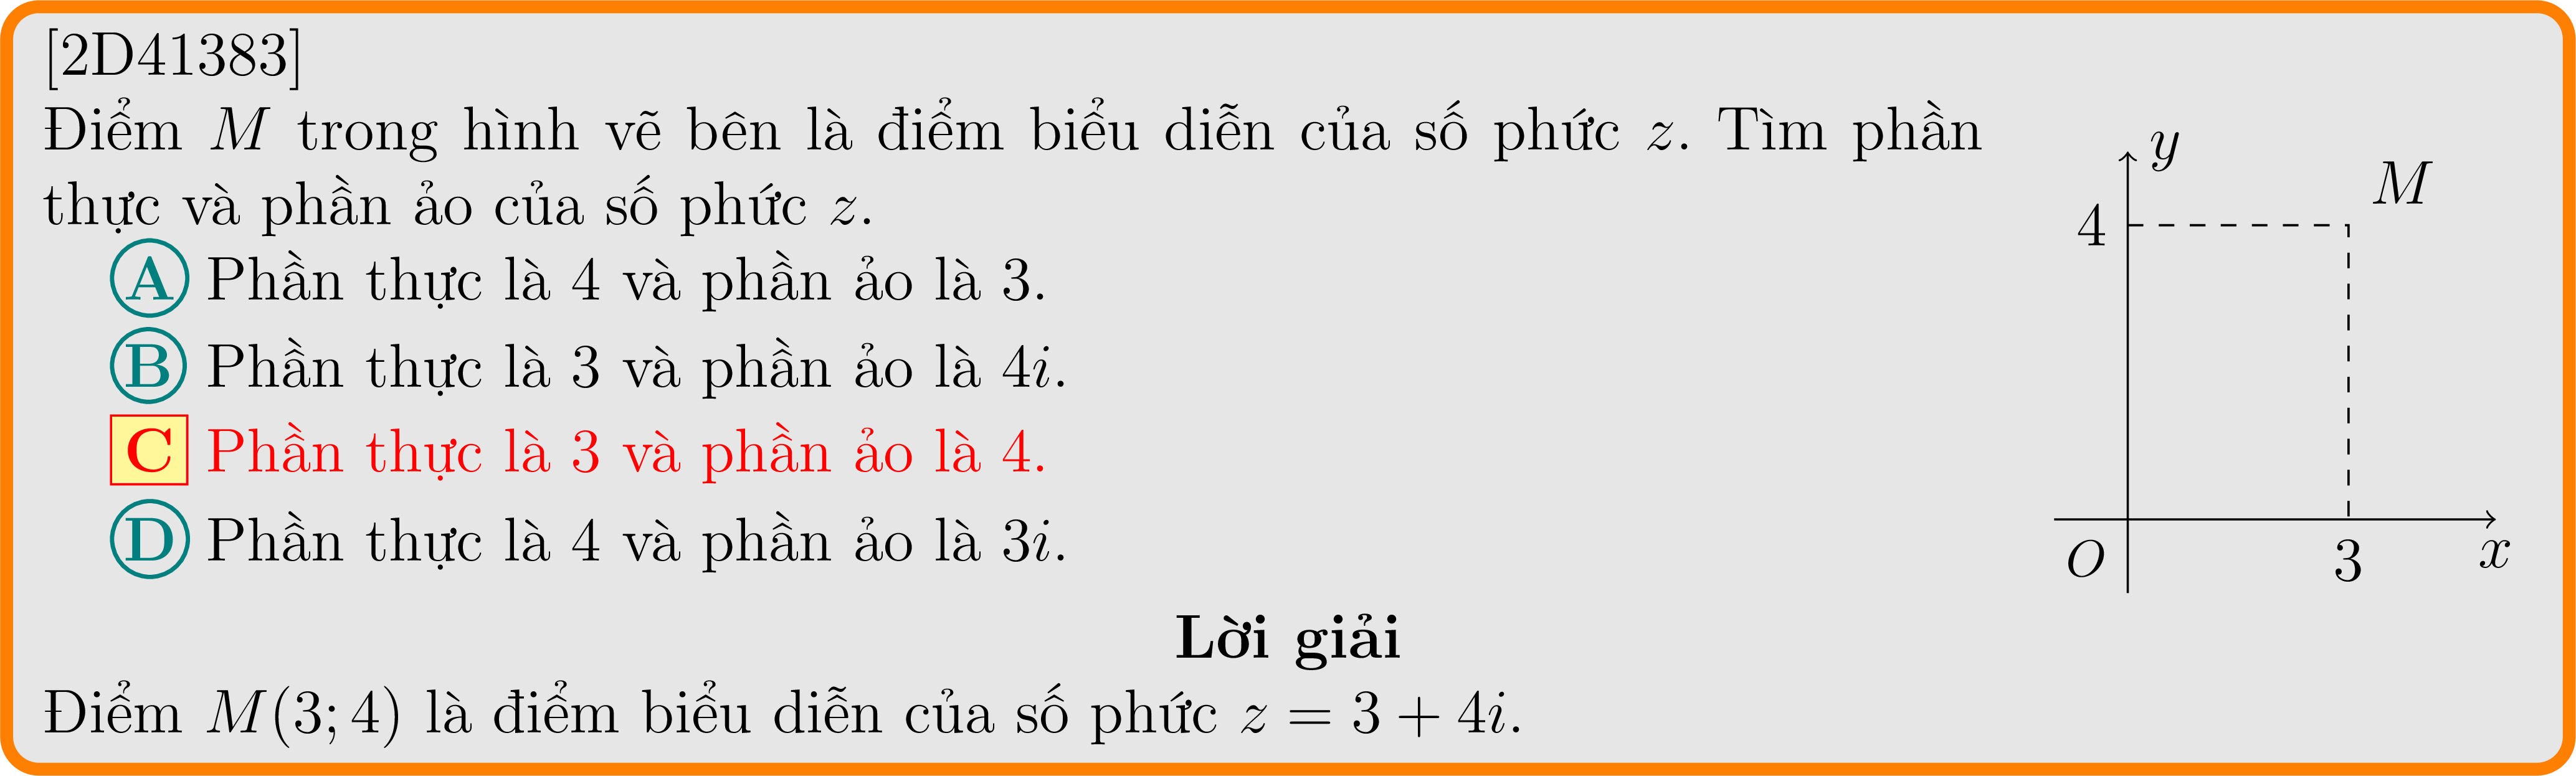 [2D41383]
Điểm M trong hình vẽ bên là điểm biểu diễn của số phức z. Tìm phần
thực và phần ảo của số phức z.
A Phần thực là 4 và phần ảo là 3.
B Phần thực là 3 và phần ảo là 4i.
C Phần thực là 3 và phần ảo là 4.
D Phần thực là 4 và phần ảo là 3i.
y
M
4
O
3
x
Lời giải
Điểm M(3; 4) là điểm biểu diễn của số phức z = 3 + 4i.